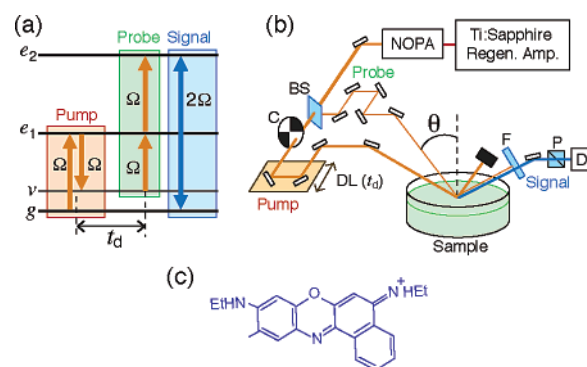 (a)
Probe
Signal
e2
Ω
2Ω
Pump
e1
Ω
Ω
Ω
v
g
td
(b)
NOPA
Ti:Sapphire
Regen. Amp.
BS
Probe
C
θ
F
P
D
DL (td)
Signal
Pump
Sample
(c)
EtHN
O
N
+
NHEt